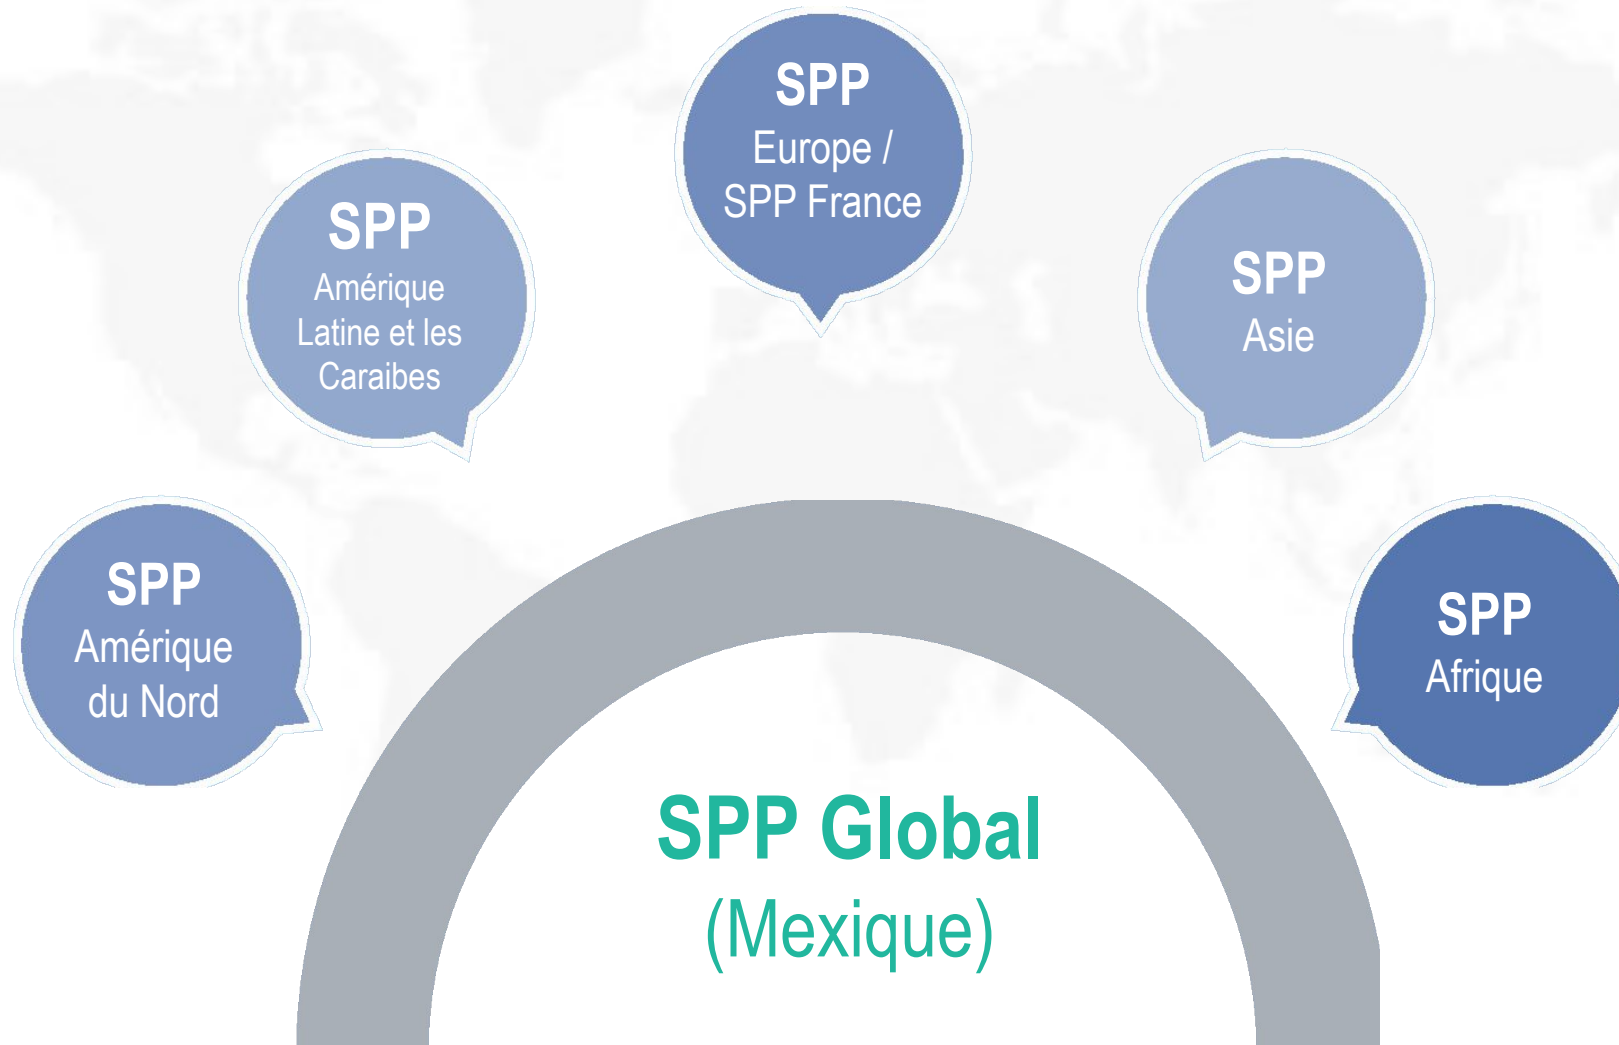 SPP
Europe /
SPP France
SPP
Amérique
Latine et les
Caraibes
SPP
Asie
SPP
Amérique
du Nord
SPP
Afrique
SPP Global
(Mexique)